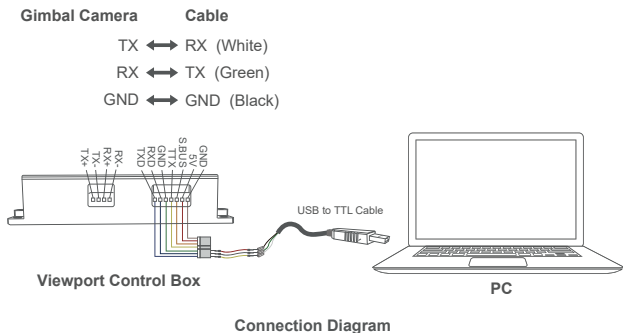 Gimbal Camera Cable
TX RX (White)
RX TX (Green)
GND GND (Black)
TX+
TX-
RX+
RX-
TXD
RXD
GND
TTX
S.BUS
5V
GND
USB to TTL Cable
Viewport Control Box
PC
Connection Diagram